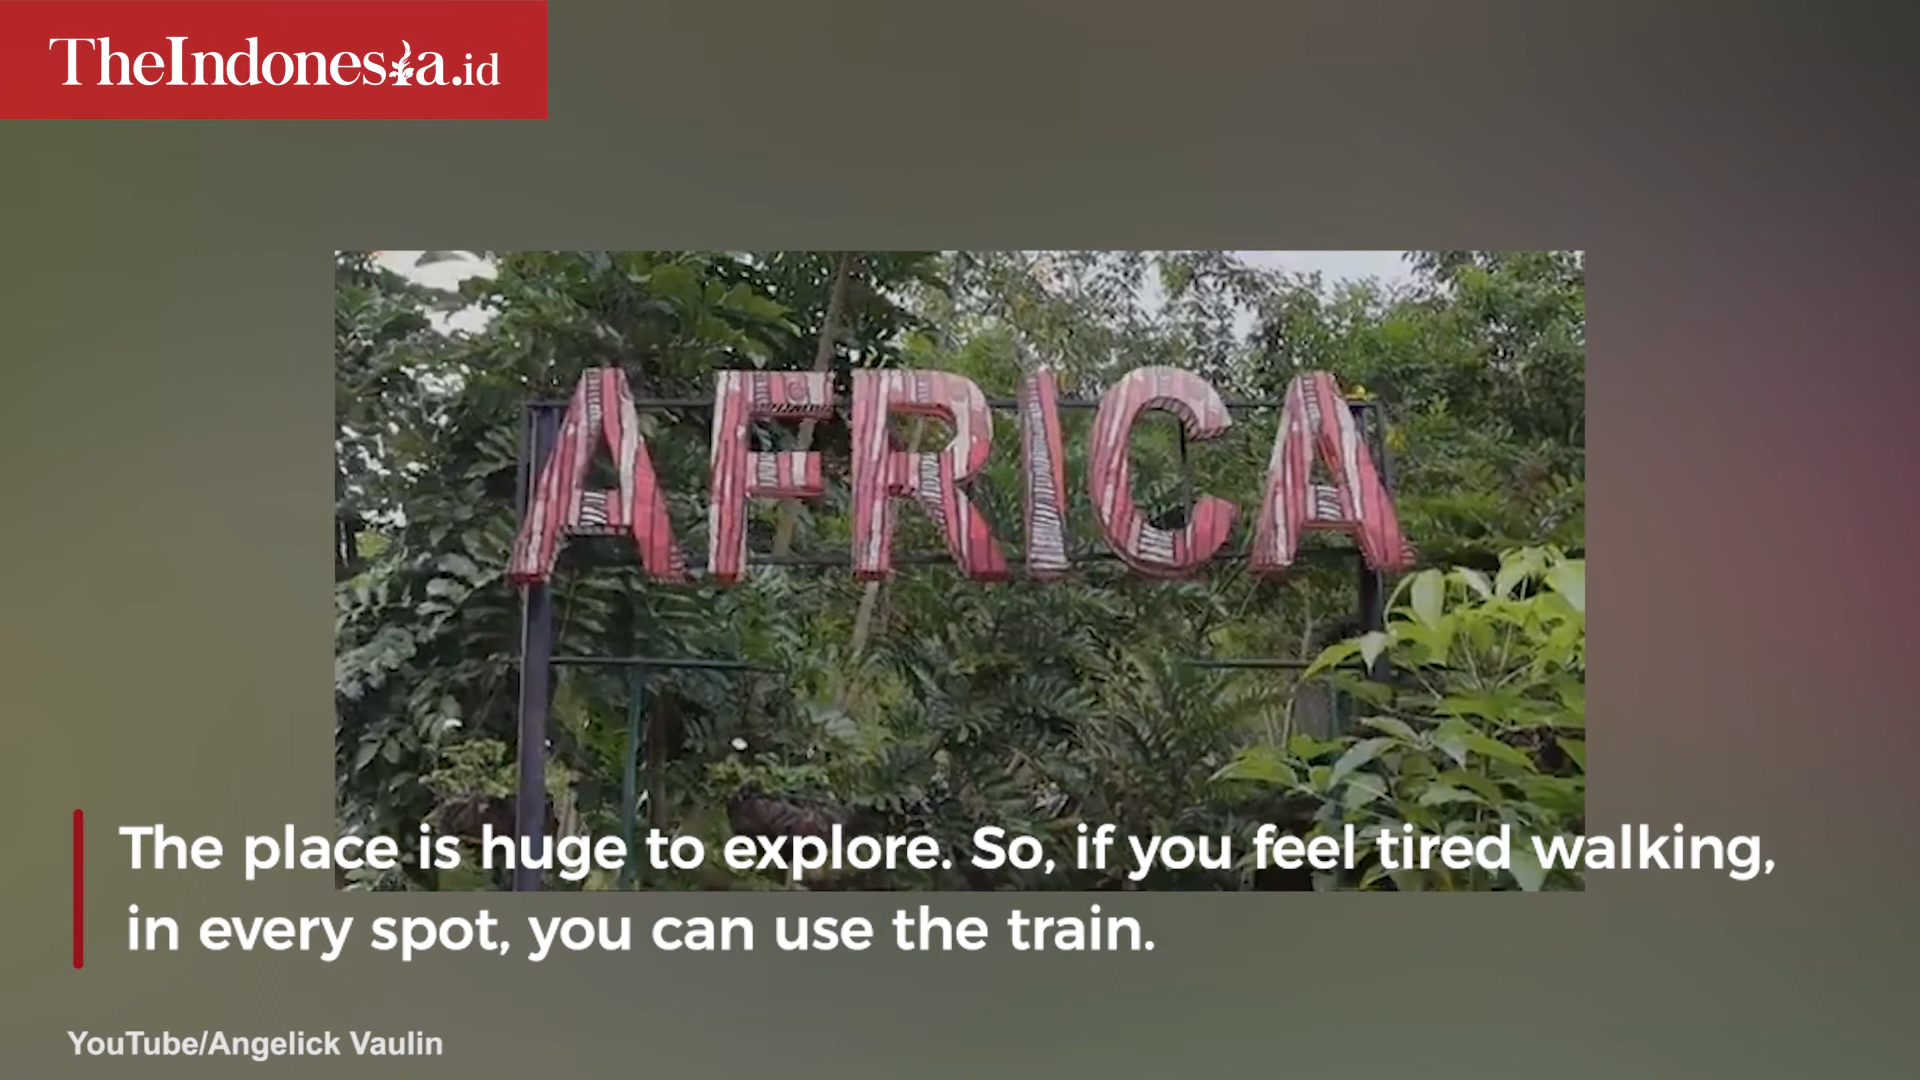 TheIndonesia.id
AFRICA
The place is huge to explore. So, if you feel tired walking,
in every spot, you can use the train.
YouTube/Angelick Vaulin